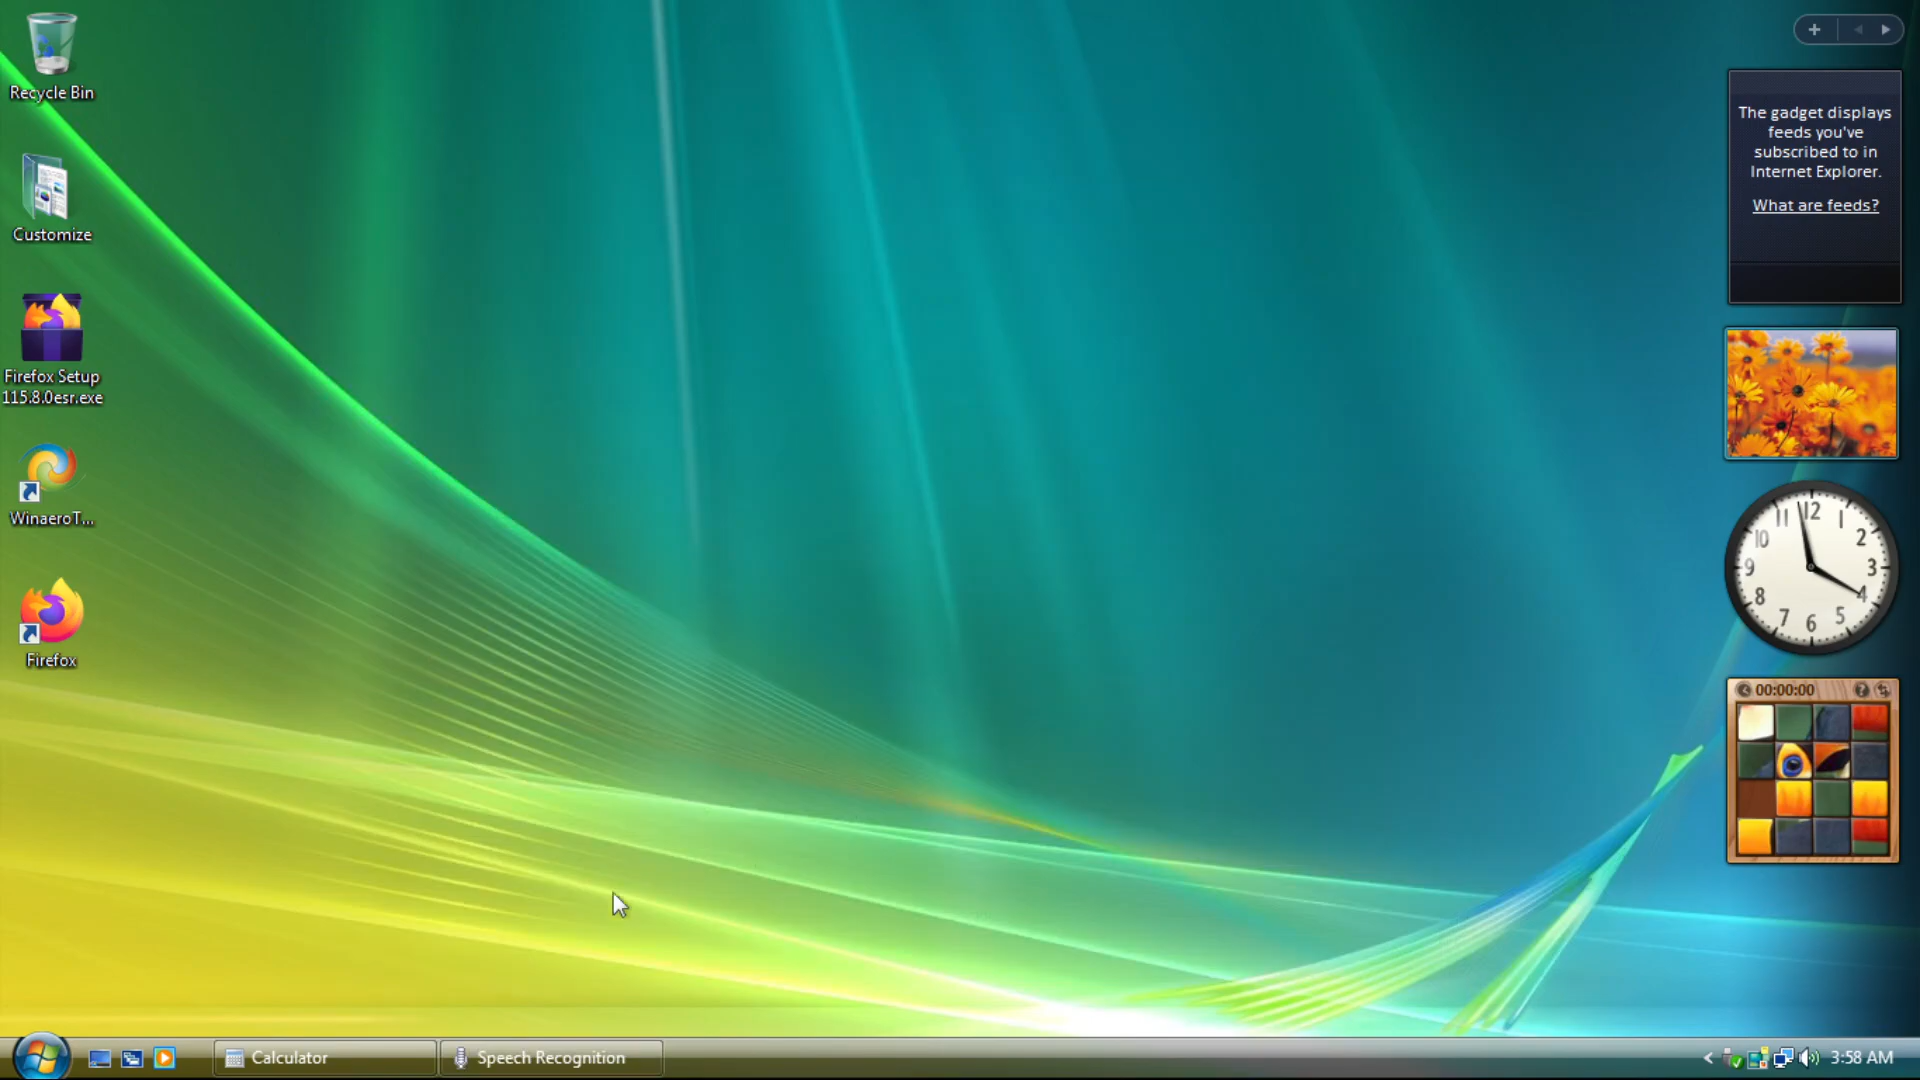 Recycle Bin
Customize
Firefox Setup
115.8.0esr.exe
WinaeroT...
Firefox
The gadget displays
feeds you've
subscribed to in
Internet Explorer.
What are feeds?
11 12 1
10 2
9 3
8 4
7 6 5
00:00:00
Calculator
Speech Recognition
3:58 AM